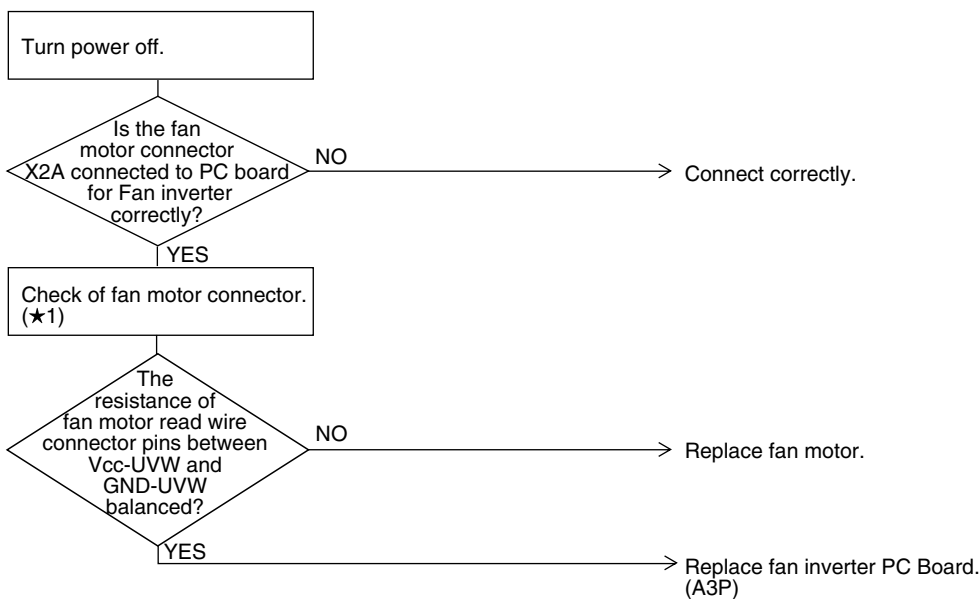 Turn power off.
Is the fan
motor connector
X2A connected to PC board
for Fan inverter
correctly?
NO
Connect correctly.
YES
Check of fan motor connector.
(★1)
The
resistance of
fan motor read wire
connector pins between
Vcc-UVW and
GND-UVW
balanced?
NO
Replace fan motor.
YES
Replace fan inverter PC Board.
(A3P)